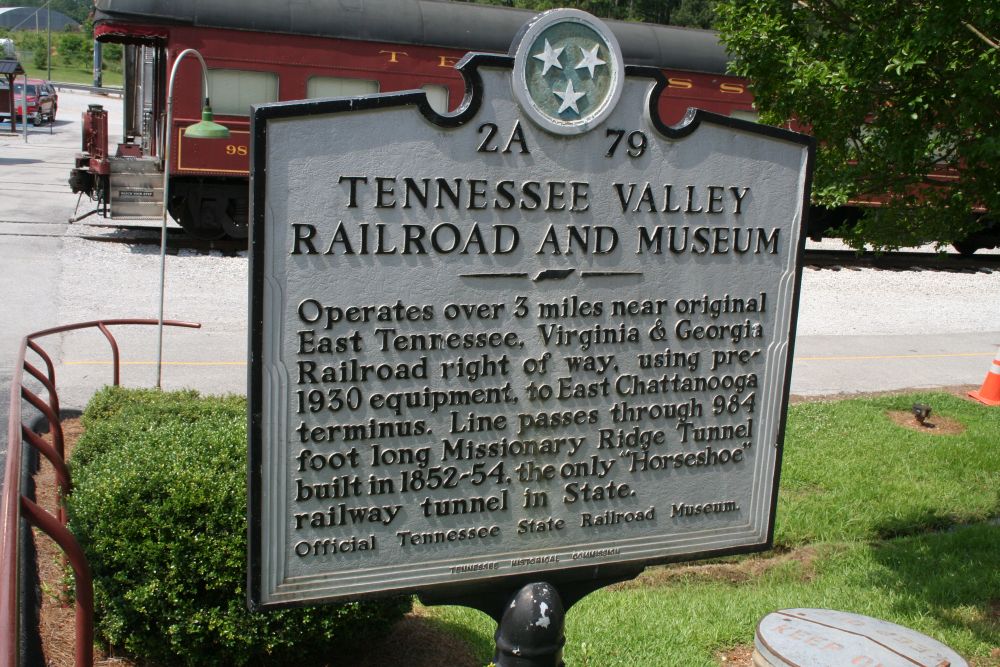 T E
S S
98
2A 79
TENNESSEE VALLEY
RAILROAD AND MUSEUM
Operates over 3 miles near original
East Tennessee, Virginia & Georgia
Railroad right of way, using pre-
1930 equipment, to East Chattanooga
terminus. Line passes through 984
foot long Missionary Ridge Tunnel
built in 1852-54, the only "Horseshoe"
railway tunnel in State.
Official Tennessee State Railroad Museum.
TENNESSEE HISTORICAL COMMISSION
KEEP